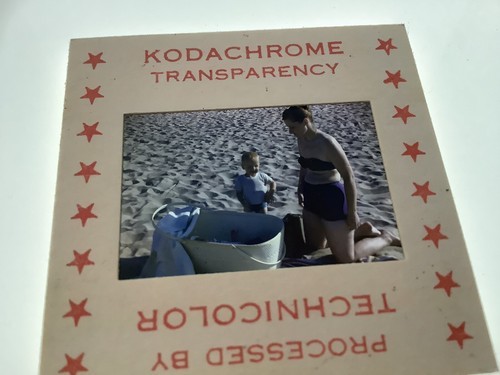 KODACHROME
TRANSPARENCY
PROCESSED BY
TECHNICOLOR